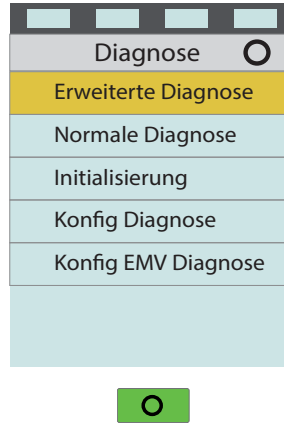 Diagnose
Erweiterte Diagnose
Normale Diagnose
Initialisierung
Konfig Diagnose
Konfig EMV Diagnose